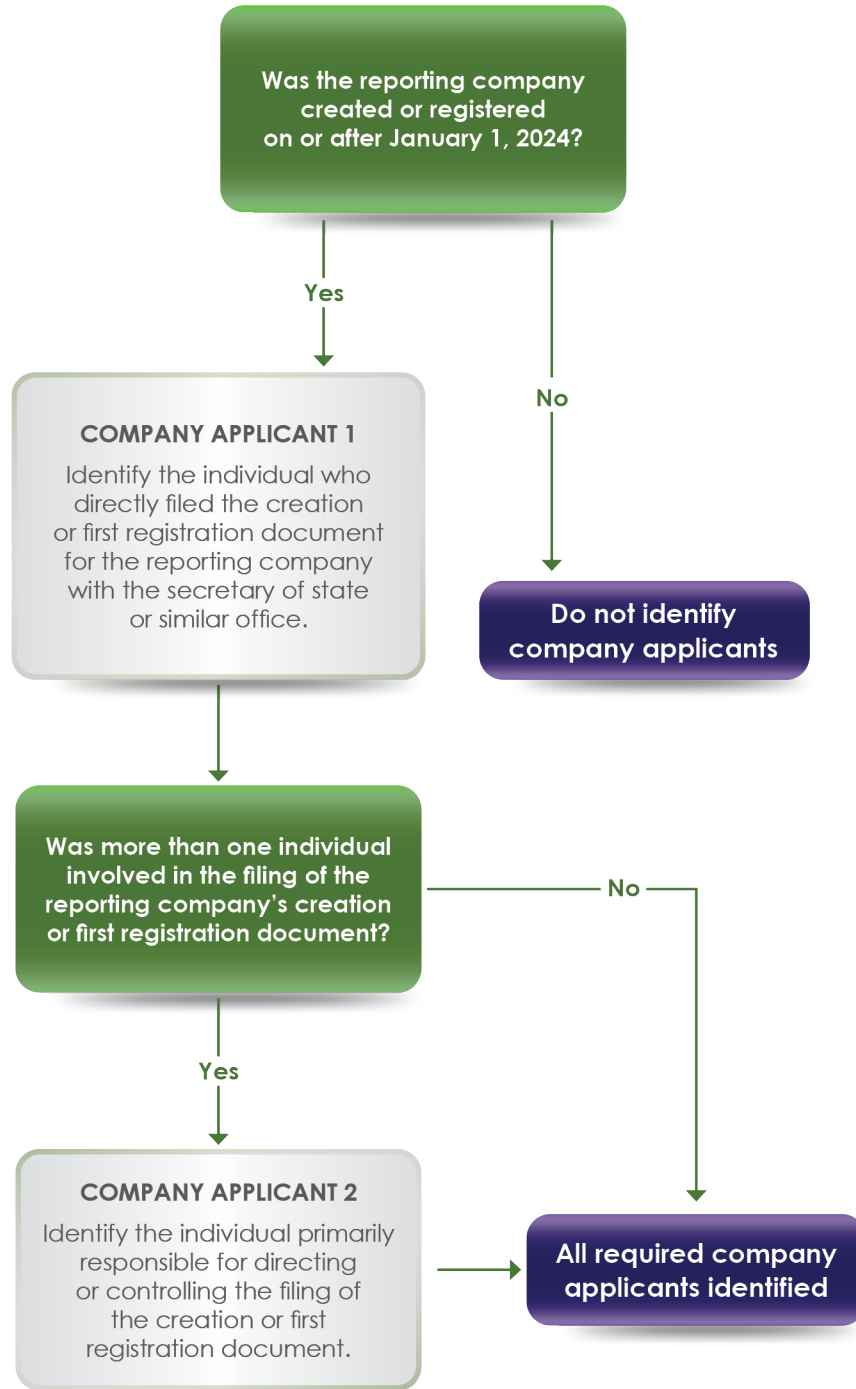 Was the reporting company
created or registered
on or after January 1, 2024?
Yes
No
COMPANY APPLICANT 1
Identify the individual who
directly filed the creation
or first registration document
for the reporting company
with the secretary of state
or similar office.
Do not identify
company applicants
Was more than one individual
involved in the filing of the
reporting company’s creation
or first registration document?
No
Yes
COMPANY APPLICANT 2
Identify the individual primarily
responsible for directing
or controlling the filing of
the creation or first
registration document.
All required company
applicants identified